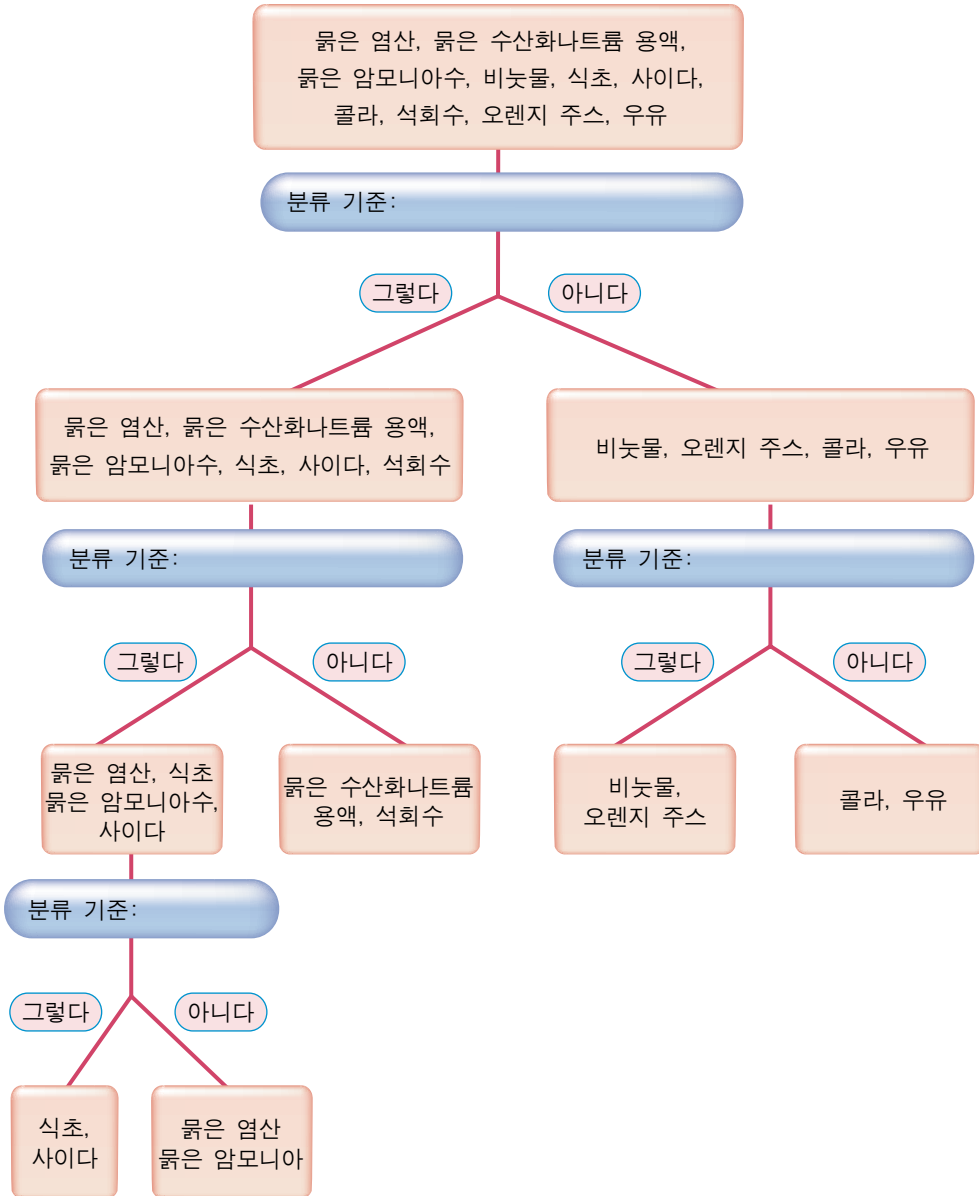 묽은 염산, 묽은 수산화나트륨 용액,
묽은 암모니아수, 비눗물, 식초, 사이다,
콜라, 석회수, 오렌지 주스, 우유
분류 기준:
그렇다
아니다
묽은 염산, 묽은 수산화나트륨 용액,
묽은 암모니아수, 식초, 사이다, 석회수
비눗물, 오렌지 주스, 콜라, 우유
분류 기준:
분류 기준:
그렇다
아니다
그렇다
아니다
묽은 염산, 식초
묽은 암모니아수,
사이다
묽은 수산화나트륨
용액, 석회수
비눗물,
오렌지 주스
콜라, 우유
분류 기준:
그렇다
아니다
식초,
사이다
묽은 염산
묽은 암모니아